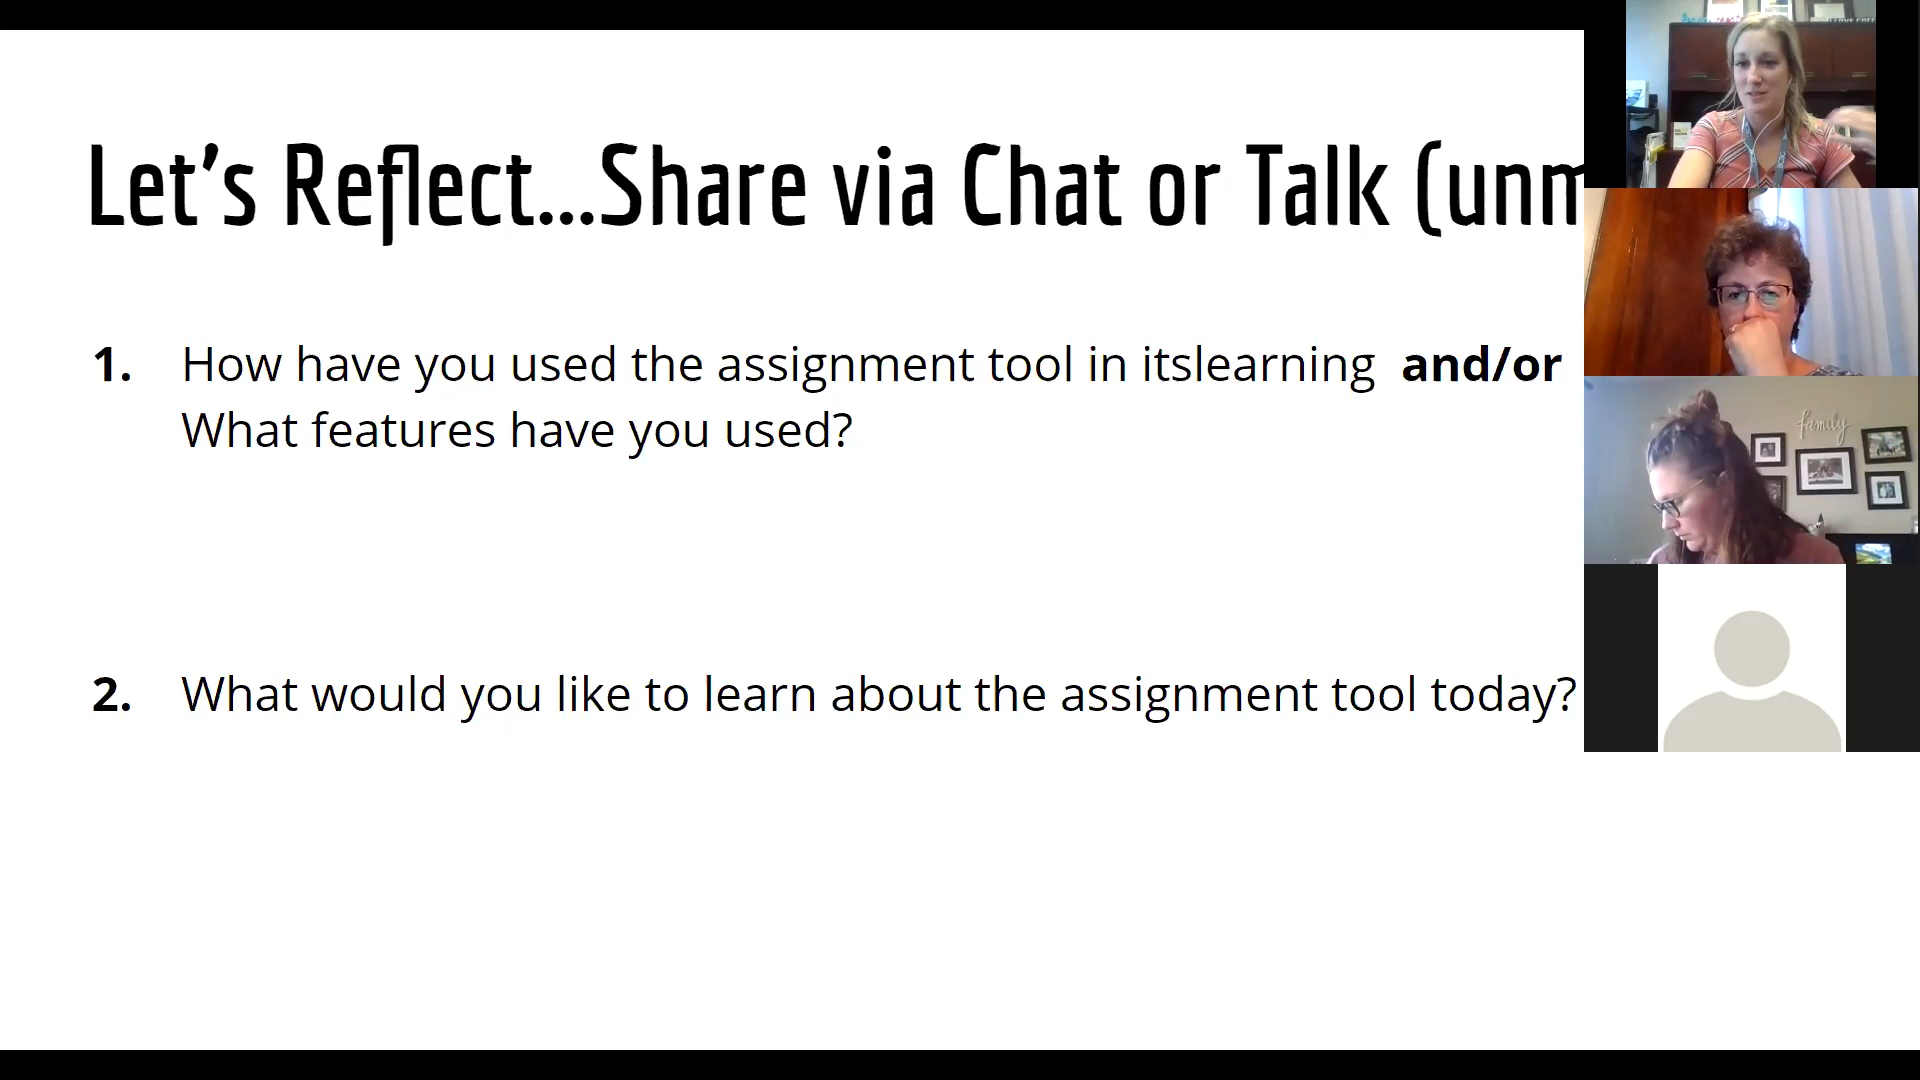 Let’s Reflect...Share via Chat or Talk (unm
1. How have you used the assignment tool in itslearning and/or
What features have you used?
2. What would you like to learn about the assignment tool today?
family